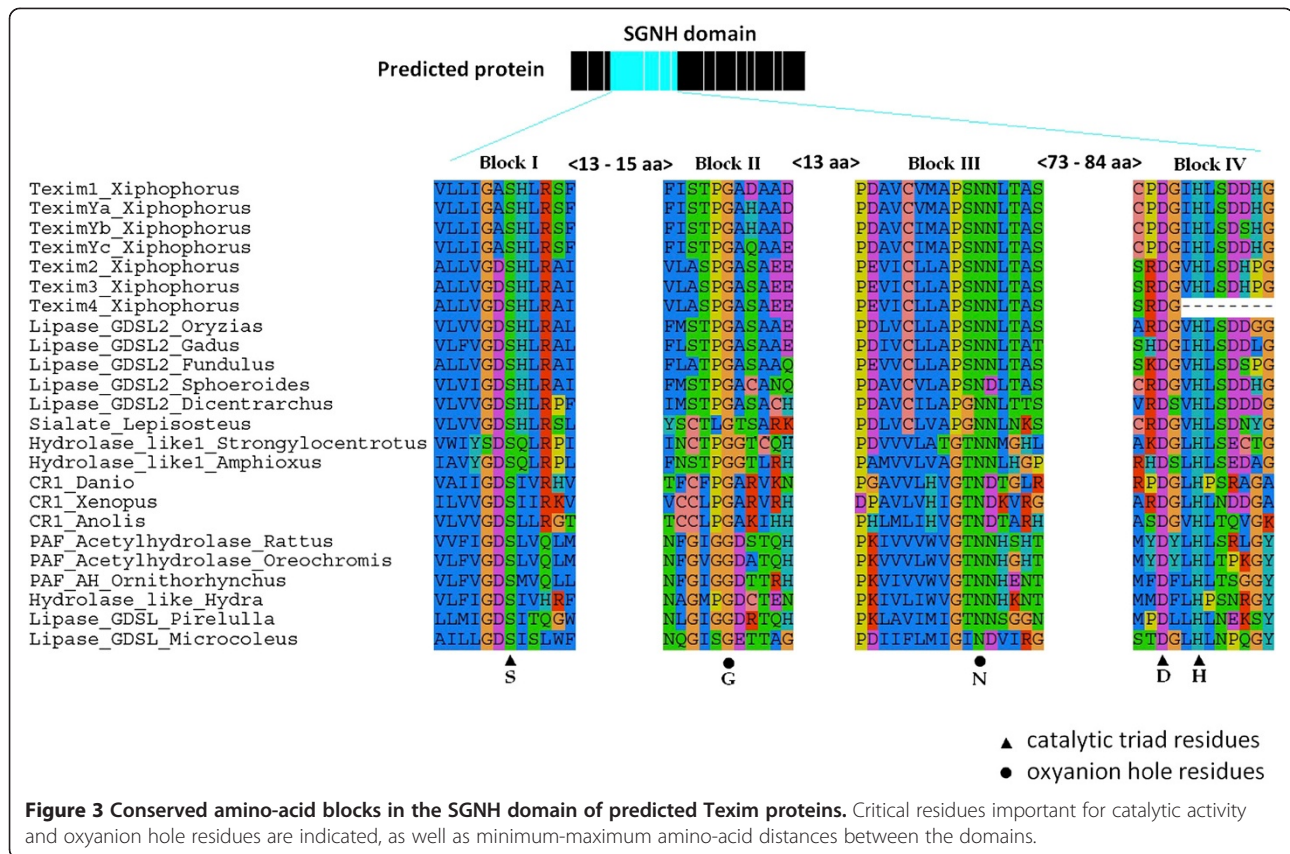 SGNH domain
Predicted protein
Block I <13 - 15 aa> Block II <13 aa> Block III <73 - 84 aa> Block IV
Texim1_Xiphophorus VLLIGASHLRSF FISTPGADAAD PDAVCVMAPSNNLTAS CPDGIHLSDDHG
TeximYa_Xiphophorus VLLIGASHLRSF FISTPGAHAAD PDAVCVMAPSNNLTAS CPDGIHLSDDHG
TeximYb_Xiphophorus VLLIGASHLRSF FISTPGAHAAD PDAVCVMAPSNNLTAS CPDGIHLSDSHG
TeximYc_Xiphophorus VLLIGASHLRSF FISTPGAQAAE PDAVCIMAPSNNLTAS CPDGIHLSDDHG
Texim2_Xiphophorus ALLVGDSHLRAI VLASPGASAEE PEVICLLAPSNNLTAS SRDGVHLSDHPG
Texim3_Xiphophorus ALLVGDSHLRAI VLASPGASAEE PEVICLLAPSNNLTAS SRDGVHLSDHPG
Texim4_Xiphophorus ALLVGDSHLRAI VLASPGASAEE PEVICLLAPSNNLTAS SRDG--------
Lipase_GDSL2_Oryzias VLVVGDSHLRAL FMSTPGASAAE PDLVCLLAPSNNLTAS ARDGVHLSDDGG
Lipase_GDSL2_Gadus VLFVGDSHLRAL FMSTPGASAAE PDIVCLLAPSNNLTAT SHDGIHLSDDLG
Lipase_GDSL2_Fundulus ALLVGDSHLRAI FLATPGASAAQ PDAVCLLAPSNNLTAS SKDGVHLSDSPG
Lipase_GDSL2_Sphoeroides VLVIGDSHLRAI FMSTPGACANQ PDAVCVLAPSNDLTAS CRDGVHLSDDHG
Lipase_GDSL2_Dicentrarchus VLVVGDSHLRPF IMSTPGASACH PDAVCILAPGNNLTTS VRDSVHLSDDHG
Sialate_Lepisosteus VLVVGDSHLRSL YSCTLGTSARK PDLVCVLAPSNNLNKS CRDGVHLSDNYG
Hydrolase_like1_Strongylocentrotus VWIYSDSQLRPI INCTPGGTCQH PDVVVLATGTNNMGHL AKDGLHLSECTG
Hydrolase_like1_Amphioxus IAVYGDSQLRPL FNSTPGGTLRH PAMVVLVAGTNNLHGP RHDSLHLSEDAG
CR1_Danio VAIIGDSIVRHV TFCFPGARVKN PGAVVLHVGTNDTGLR RPDGLHPSRAGA
CR1_Xenopus ILVVGDSIIRKV VCCLPGARVRH DPAVLVHIGTNDKVRG ARDGLHLNDDGA
CR1_Anolis VLVVGDSLLRGT TCCLPGAKIHH PHLMLIHVGTNDTARH ASDGVHLTQVGK
PAF_Acetylhydrolase_Rattus VVFIGDSLVQLM NFGIGGDSTQH PKIVVVWVGTNNHSHT MYDYLHLSRLGY
PAF_Acetylhydrolase_Oreochromis VLFVGDSLVQLM NFGVGGDATQH PKVVVLWVGTNNHGHT MYDYLHLTPKGY
PAF_AH_Ornithorhynchus VLFVGDSMVQLL NFGIGGDTTRH PKVIVVWVGTNNHENT MFDFLHLTSGGY
Hydrolase_like_Hydra VLFIGDSIVHRF NAGMPGDCTEN PKIVLIWVGTNNHKNT MMDFLHPSNRGY
Lipase_GDSL_Pirelulla LLMIGDSITQGW NLGIGGDRTQH PKLAVIMIGTNNSGGN MPDLLHLNEKSY
Lipase_GDSL_Microcoleus AILLGDSISLWF NQGISGETTAG PDIIFLMIGINDVIRG STDGLHLNPQGY
▲ ● ● ▲ ▲
S G N D H
▲ catalytic triad residues
● oxyanion hole residues
Figure 3 Conserved amino-acid blocks in the SGNH domain of predicted Texim proteins. Critical residues important for catalytic activity
and oxyanion hole residues are indicated, as well as minimum-maximum amino-acid distances between the domains.